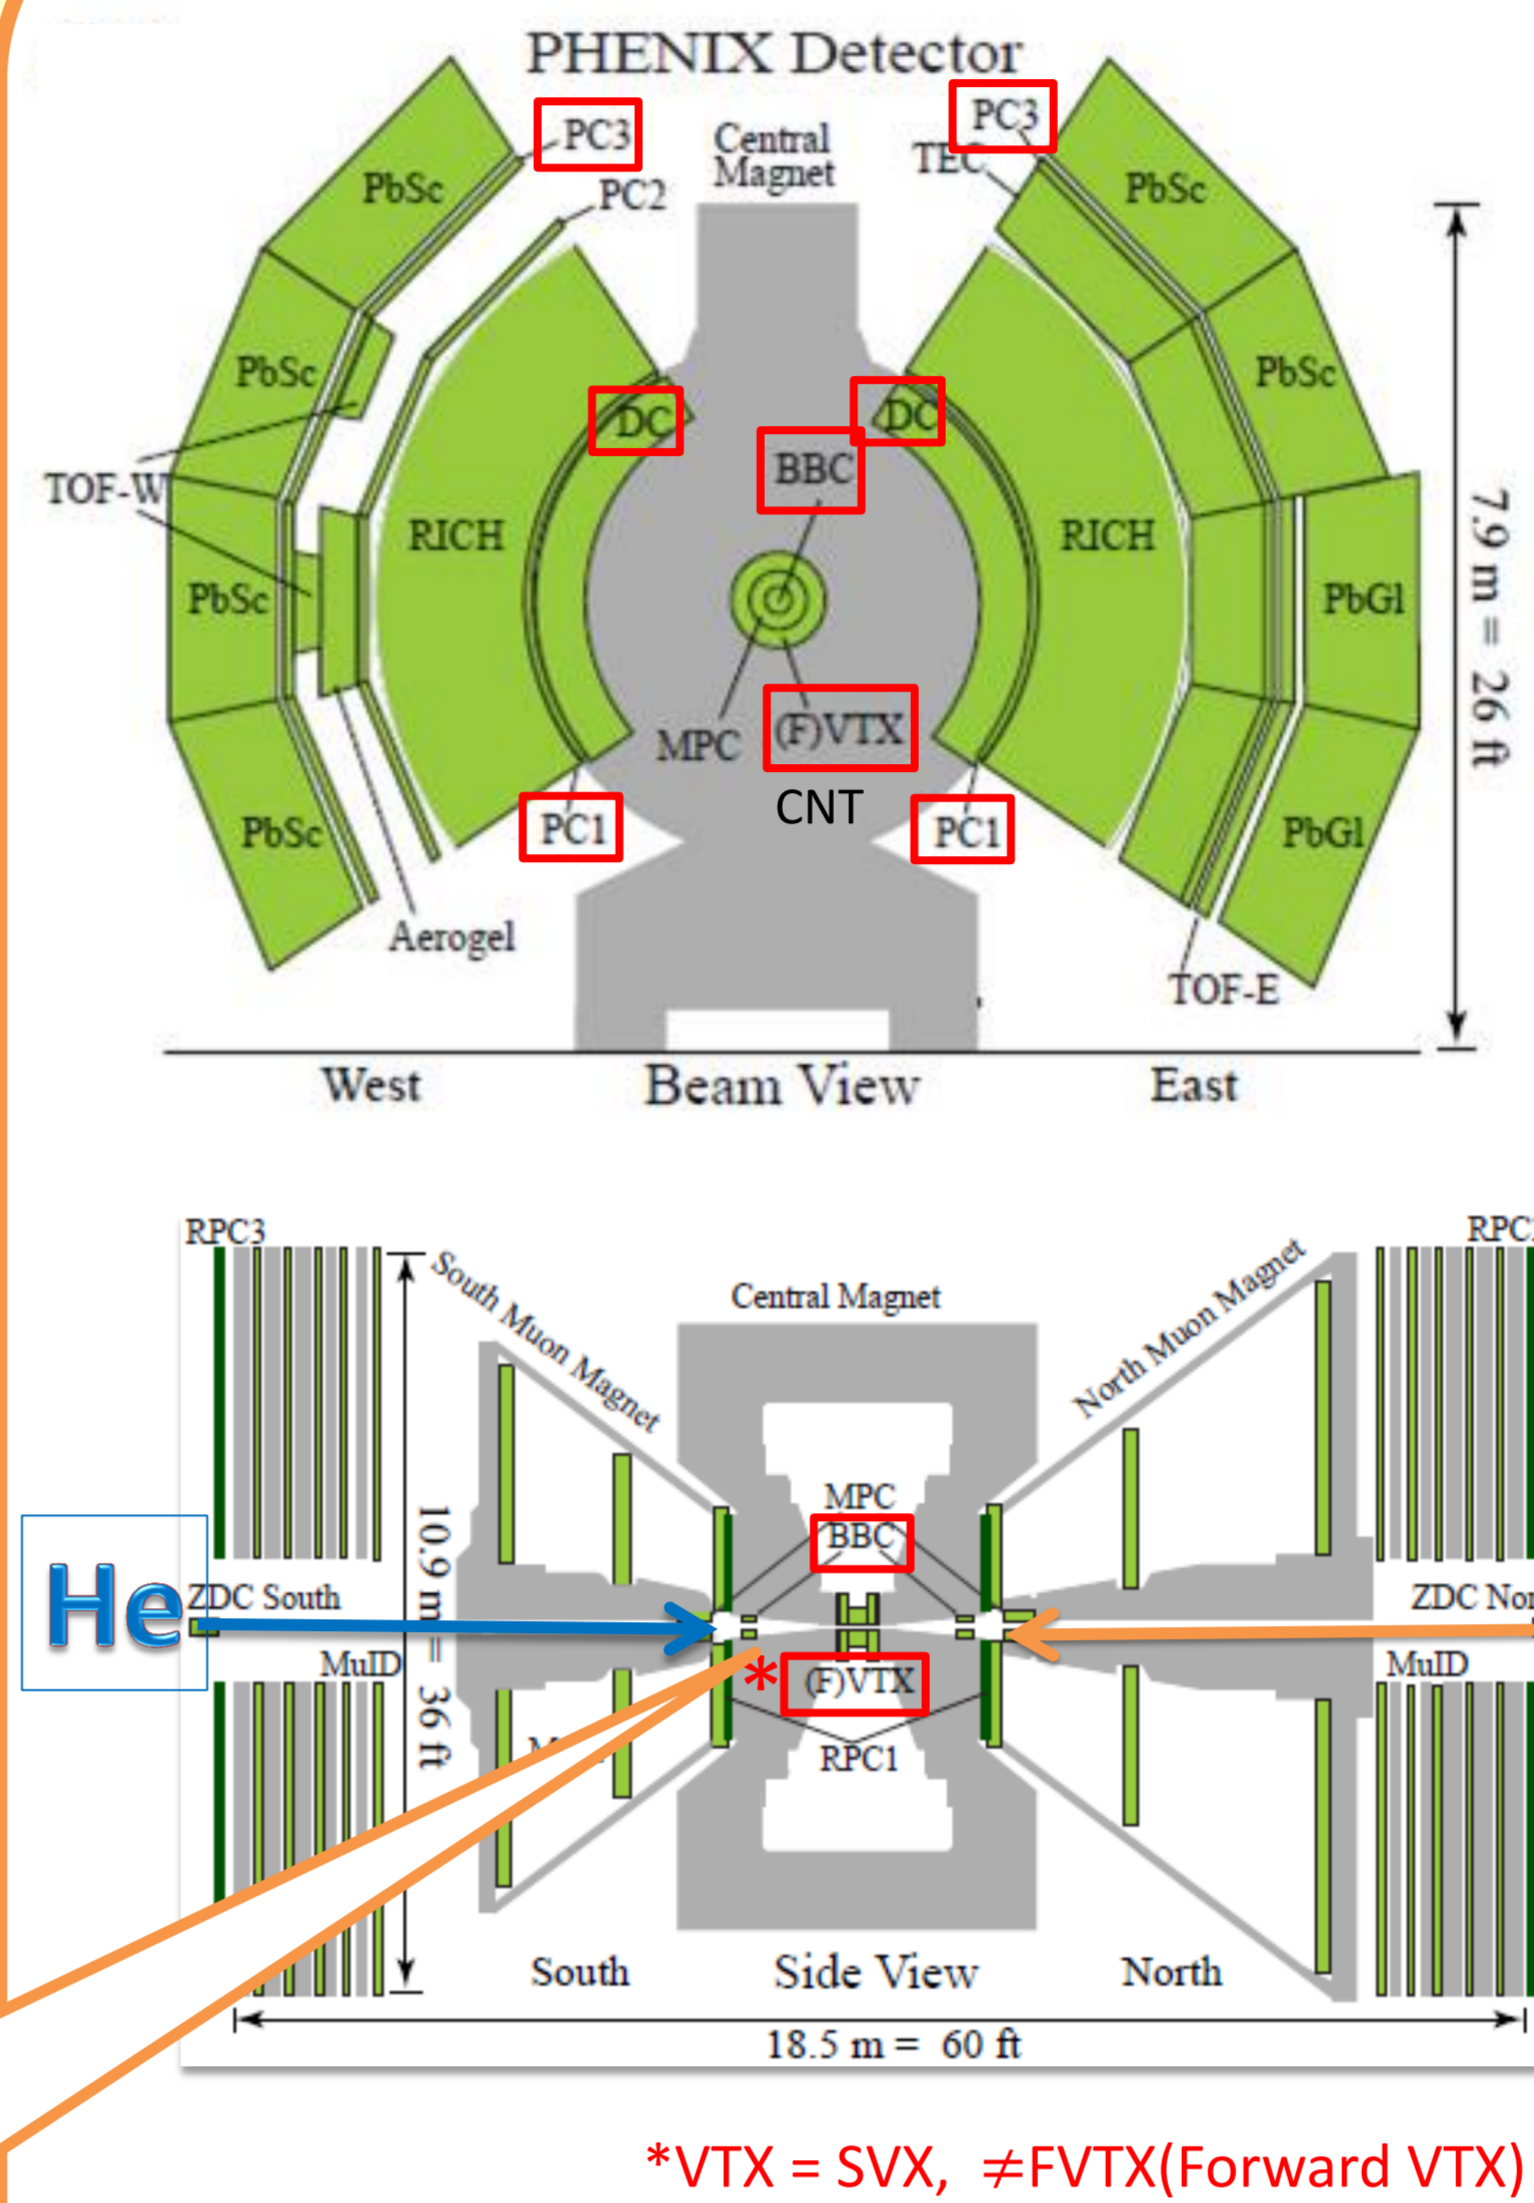 PHENIX Detector
PC3
Central
Magnet
PC3
TEC
PbSc
PC2
PbSc
PbSc
DC
DC
PbSc
BBC
TOF-W
RICH
RICH
PbSc
PbGl
7.9 m = 26 ft
MPC
(F)VTX
CNT
PbSc
PC1
PC1
PbGl
Aerogel
TOF-E
West
Beam View
East
RPC3
South Muon Magnet
Central Magnet
North Muon Magnet
MPC
BBC
10.9 m = 36 ft
He
ZDC South
ZDC
MuID
* (F)VTX
MuID
RPC1
South
Side View
North
18.5 m = 60 ft
*VTX = SVX, ≠FVTX(Forward VTX)